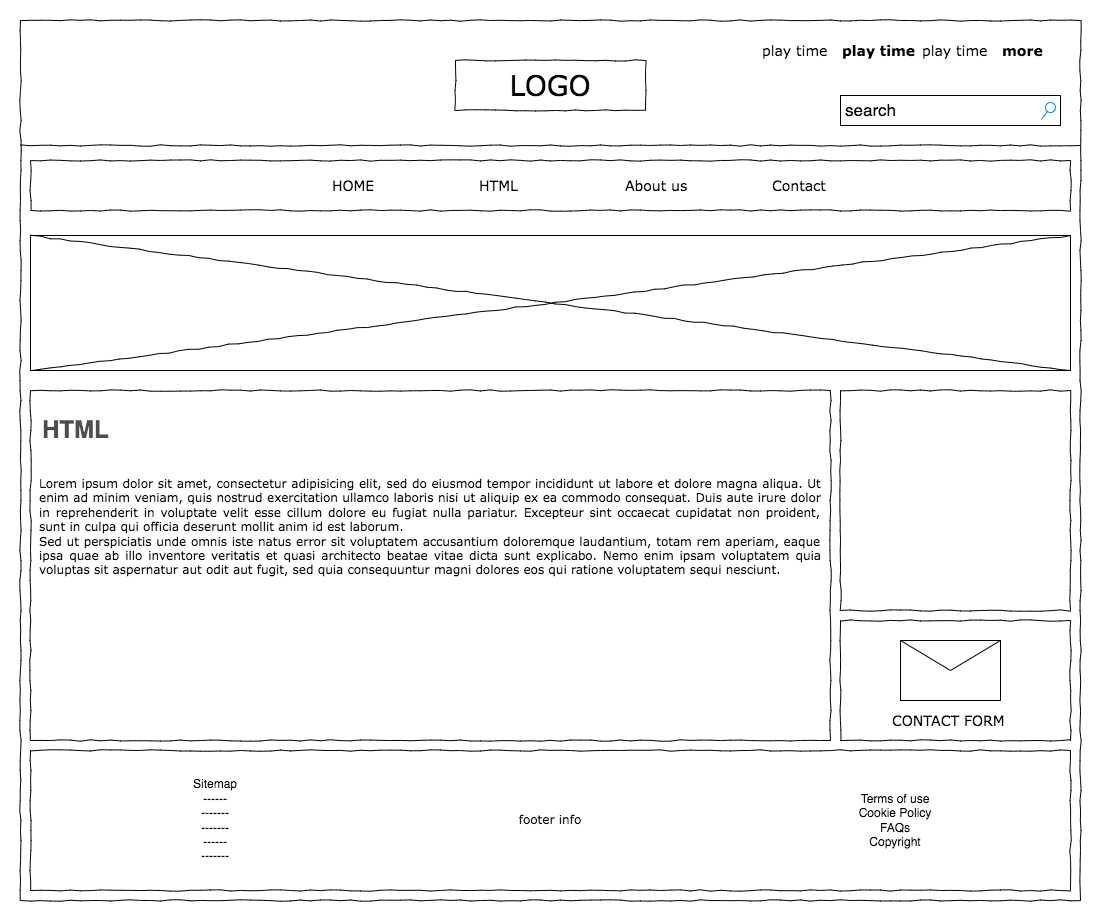 play time play time play time more
LOGO
search
HOME HTML About us Contact
HTML
Lorem ipsum dolor sit amet, consectetur adipisicing elit, sed do eiusmod tempor incididunt ut labore et dolore magna aliqua. Ut
enim ad minim veniam, quis nostrud exercitation ullamco laboris nisi ut aliquip ex ea commodo consequat. Duis aute irure dolor
in reprehenderit in voluptate velit esse cillum dolore eu fugiat nulla pariatur. Excepteur sint occaecat cupidatat non proident,
sunt in culpa qui officia deserunt mollit anim id est laborum.
Sed ut perspiciatis unde omnis iste natus error sit voluptatem accusantium doloremque laudantium, totam rem aperiam, eaque
ipsa quae ab illo inventore veritatis et quasi architecto beatae vitae dicta sunt explicabo. Nemo enim ipsam voluptatem quia
voluptas sit aspernatur aut odit aut fugit, sed quia consequuntur magni dolores eos qui ratione voluptatem sequi nesciunt.
CONTACT FORM
Sitemap
------
-------
-------
------
-------
footer info
Terms of use
Cookie Policy
FAQs
Copyright